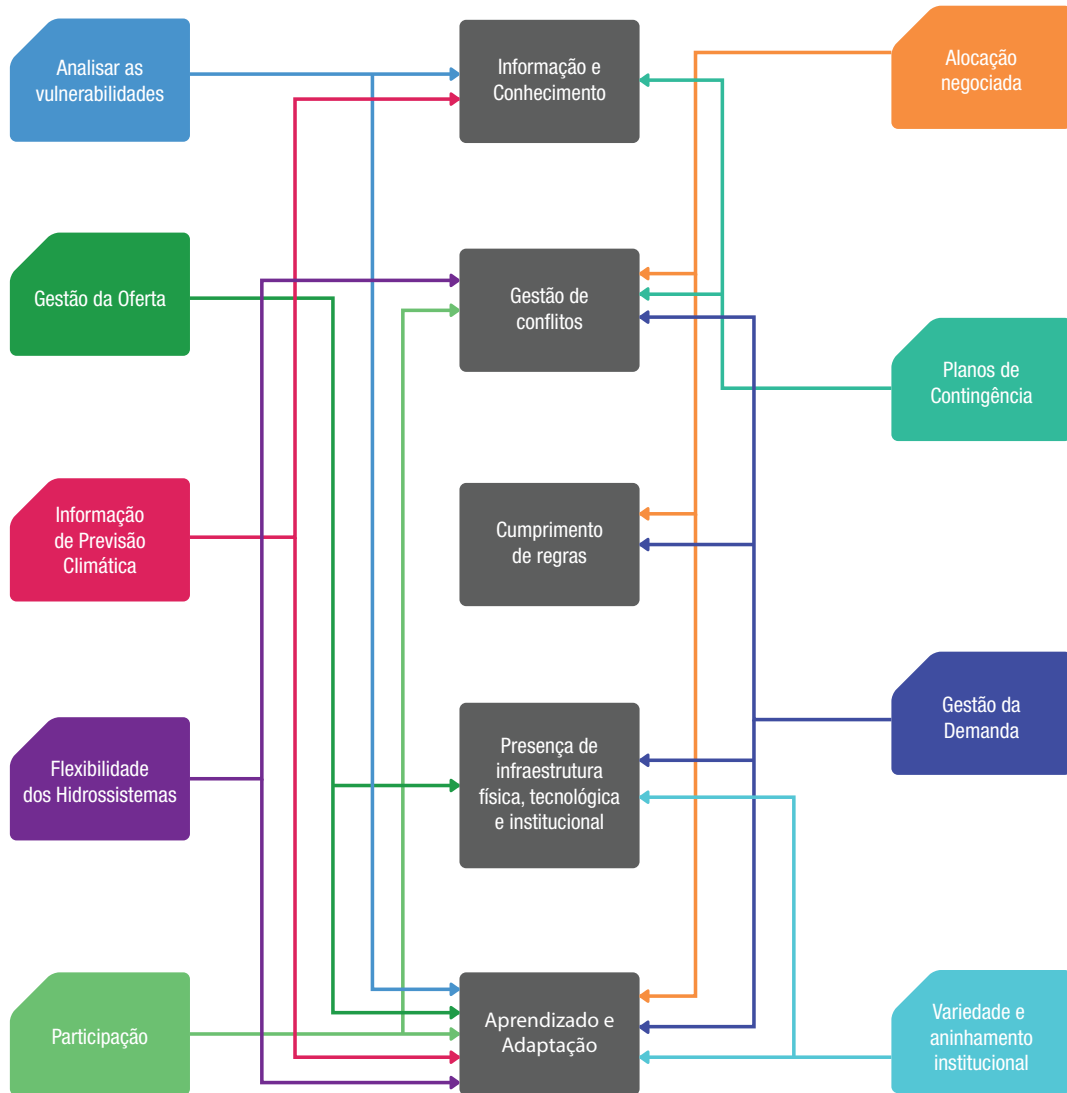 Analisar as
vulnerabilidades
Informação e
Conhecimento
Alocação
negociada
Gestão da Oferta
Gestão de
conflitos
Planos de
Contingência
Informação
de Previsão
Climática
Cumprimento
de regras
Flexibilidade
dos Hidrossistemas
Presença de
infraestrutura
física, tecnológica
e institucional
Gestão da
Demanda
Participação
Aprendizado e
Adaptação
Variedade e
aninhamento
institucional